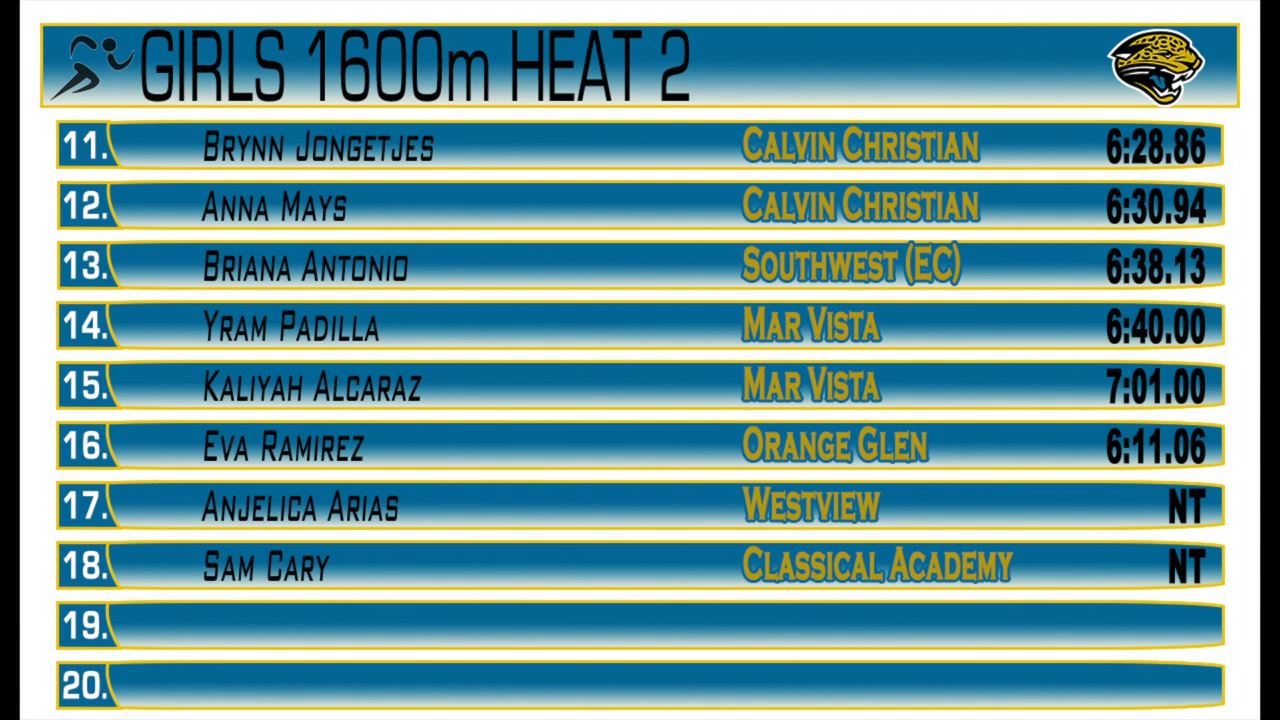 GIRLS 1600m HEAT 2
11. BRYNN JONGETJES CALVIN CHRISTIAN 6:28.86
12. ANNA MAYS CALVIN CHRISTIAN 6:30.94
13. BRIANA ANTONIO SOUTHWEST (EC) 6:38.13
14. YRAM PADILLA MAR VISTA 6:40.00
15. KALIYAH ALCARAZ MAR VISTA 7:01.00
16. EVA RAMIREZ ORANGE GLEN 6:11.06
17. ANJELICA ARIAS WESTVIEW NT
18. SAM CARY CLASSICAL ACADEMY NT
19.
20.